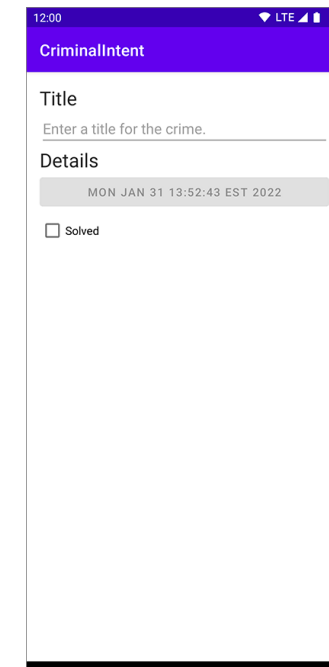 12:00 LTE
CriminalIntent
Title
Enter a title for the crime.
Details
MON JAN 31 13:52:43 EST 2022
Solved